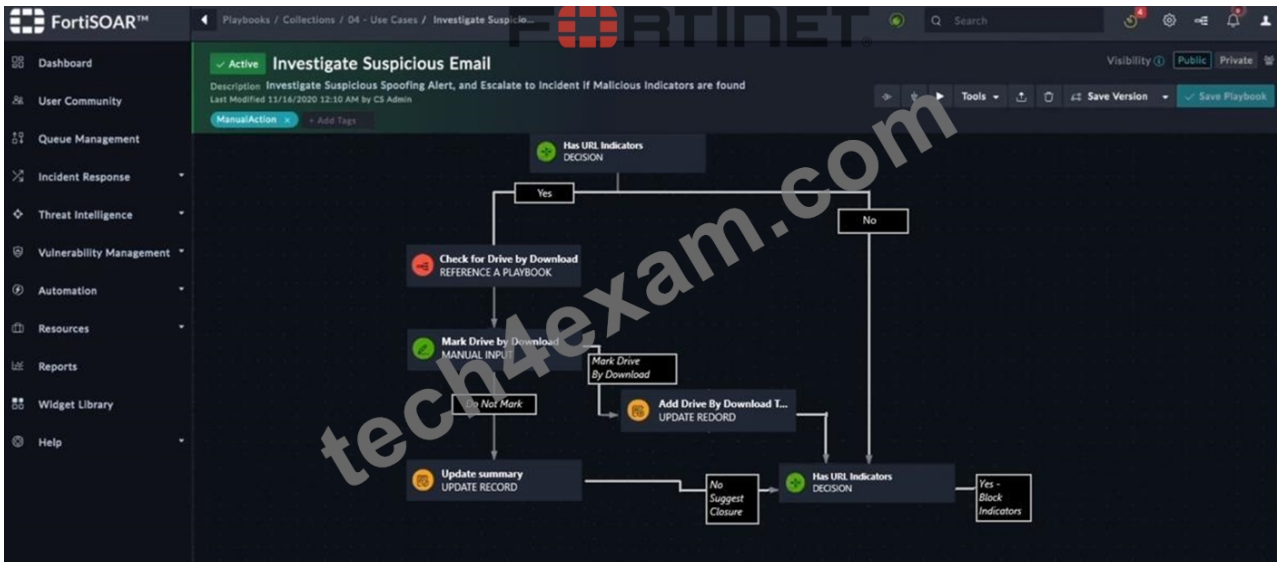 FortiSOAR™
Playbooks / Collections / 04 - Use Cases / Investigate Suspicio...
FORTINET®
Search
4
Dashboard
User Community
Queue Management
Incident Response
Threat Intelligence
Vulnerability Management
Automation
Resources
Reports
Widget Library
Help
Active
Investigate Suspicious Email
Description Investigate Suspicious Spoofing Alert, and Escalate to Incident if Malicious Indicators are found
Last Modified 11/16/2020 12:10 AM by CS Admin
ManualAction ×
+ Add Tags
Visibility Public Private
Tools
Save Version
Save Playbook
Has URL Indicators
DECISION
Yes
No
Check for Drive by Download
REFERENCE A PLAYBOOK
Mark Drive by Download
MANUAL INPUT
Mark Drive
By Download
Do Not Mark
Add Drive By Download T...
UPDATE REDORD
Update summary
UPDATE RECORD
No
Suggest
Closure
Has URL Indicators
DECISION
Yes -
Block
Indicators
tech4exam.com